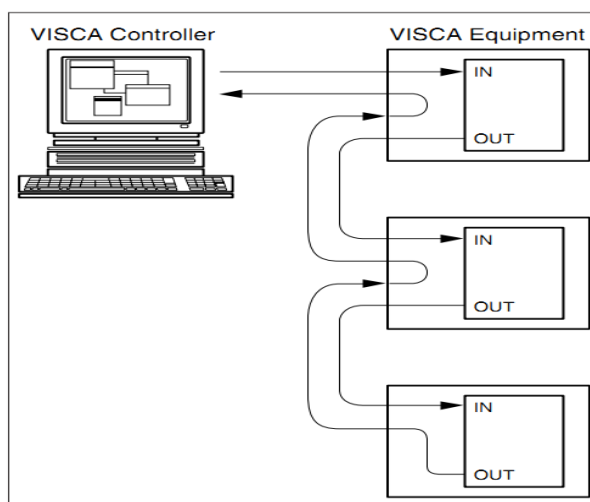 VISCA Controller
VISCA Equipment
IN
OUT
IN
OUT
IN
OUT